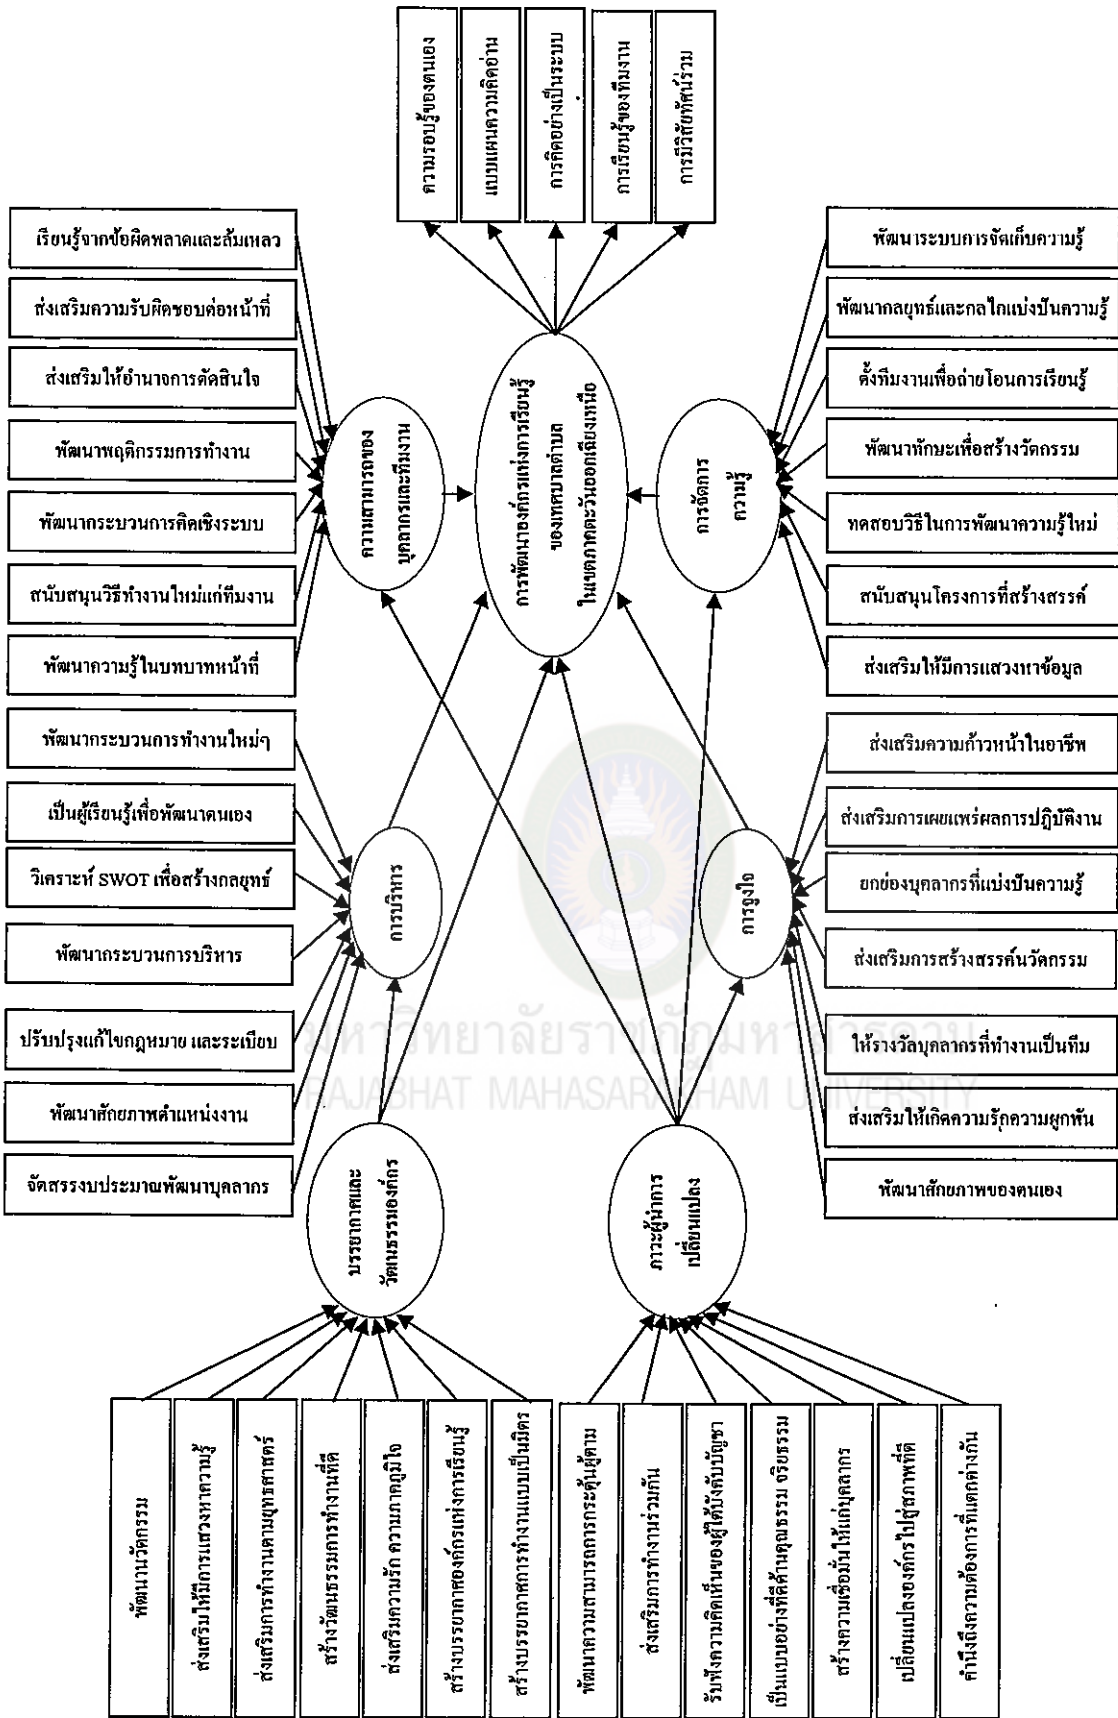 ความรอบรู้ของตนเอง
แบบแผนความคิดอ่าน
การคิดอย่างเป็นระบบ
การเรียนรู้ของทีมงาน
การมีวิสัยทัศน์ร่วม
เรียนรู้จากข้อผิดพลาดและล้มเหลว
ส่งเสริมความรับผิดชอบต่อหน้าที่
ส่งเสริมให้อำนาจการตัดสินใจ
พัฒนาพฤติกรรมการทำงาน
พัฒนากระบวนการคิดเชิงระบบ
สนับสนุนวิธีทำงานใหม่แก่ทีมงาน
พัฒนาความรู้ในบทบาทหน้าที่
ความสามารถของ
บุคลากรและทีมงาน
การพัฒนาองค์กรแห่งการเรียนรู้
ของเทศบาลตำบล
ในเขตภาคตะวันออกเฉียงเหนือ
การจัดการ
ความรู้
พัฒนาระบบการจัดเก็บความรู้
พัฒนากลยุทธ์และกลไกแบ่งปันความรู้
ตั้งทีมงานเพื่อถ่ายโอนการเรียนรู้
พัฒนาทักษะเพื่อสร้างวัตกรรม
ทดสอบวิธีในการพัฒนาความรู้ใหม่
สนับสนุนโครงการที่สร้างสรรค์
ส่งเสริมให้มีการแสวงหาข้อมูล
พัฒนากระบวนการทำงานใหม่ๆ
เป็นผู้เรียนรู้เพื่อพัฒนาตนเอง
วิเคราะห์ SWOT เพื่อสร้างกลยุทธ์
พัฒนากระบวนการบริหาร
ปรับปรุงแก้ไขกฎหมาย และระเบียบ
พัฒนาศักยภาพตำแหน่งงาน
จัดสรรงบประมาณพัฒนาบุคลากร
การบริหาร
การจูงใจ
ส่งเสริมความก้าวหน้าในอาชีพ
ส่งเสริมการเผยแพร่ผลการปฏิบัติงาน
ยกย่องบุคลากรที่แบ่งปันความรู้
ส่งเสริมการสร้างสรรค์นวัตกรรม
ให้รางวัลบุคลากรที่ทำงานเป็นทีม
ส่งเสริมให้เกิดความรักความผูกพัน
พัฒนาศักยภาพของตนเอง
มหาวิทยาลัยราชภัฏมหาสารคาม
RAJABHAT MAHASARAKHAM UNIVERSITY
บรรยากาศและ
วัฒนธรรมองค์กร
ภาวะผู้นำการ
เปลี่ยนแปลง
พัฒนานวัตกรรม
ส่งเสริมให้มีการแสวงหาความรู้
ส่งเสริมการทำงานตามยุทธสาสตร์
สร้างวัฒนธรรมการทำงานที่ดี
ส่งเสริมความรัก ความภาคภูมิใจ
สร้างบรรยากาศองค์กรแห่งการเรียนรู้
สร้างบรรยากาศการทำงานแบบเป็นมิตร
พัฒนาความสามารถการกระตุ้นผู้ตาม
ส่งเสริมการทำงานร่วมกัน
รับฟังความคิดเห็นของผู้ใต้บังคับบัญชา
เป็นแบบอย่างที่ดีด้านคุณธรรม จริยธรรม
สร้างความเชื่อมั่นให้แก่บุคลากร
เปลี่ยนแปลงองค์กรไปสู่สภาพที่ดี
คำนึงถึงความต้องการที่แตกต่างกัน